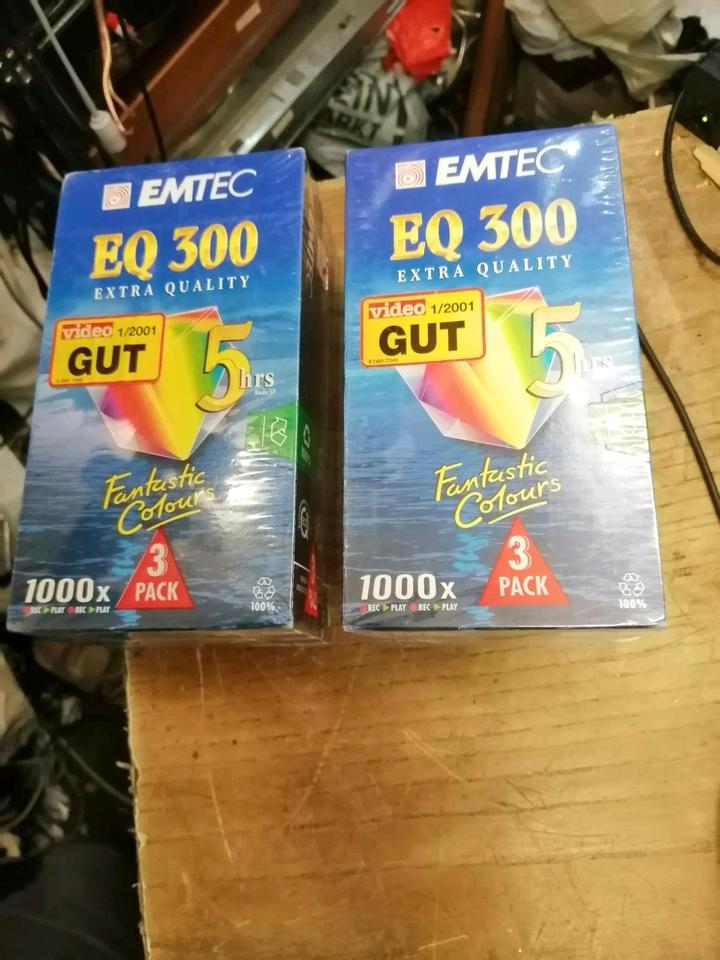 EMTEC
EQ 300
EXTRA QUALITY
video 1/2001
GUT
5 hrs
Fantastic
Colours
3
PACK
1000x
REC PLAY REC PLAY
100%
EMTEC
EQ 300
EXTRA QUALITY
video 1/2001
GUT
5 hrs
Fantastic
Colours
3
PACK
1000x
REC PLAY REC PLAY
100%